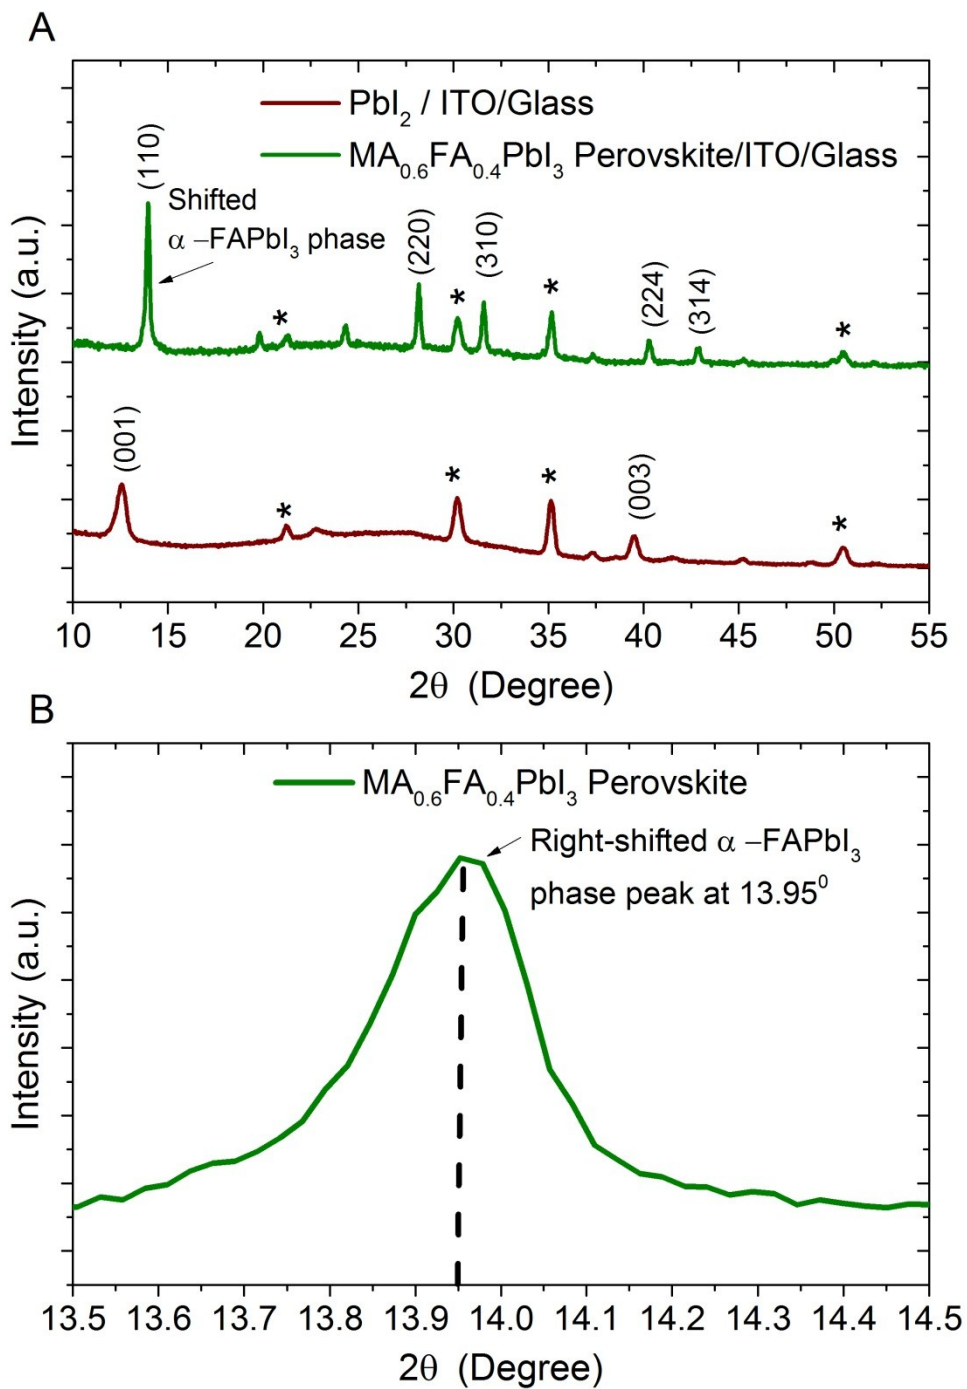 A
PbI₂ / ITO/Glass
MA₀.₆FA₀.₄PbI₃ Perovskite/ITO/Glass
(110)
Shifted
α –FAPbI₃ phase
(220)
(310)
(224)
(314)
* * * *
(001)
(003)
* * * *
Intensity (a.u.)
10 15 20 25 30 35 40 45 50 55
2θ (Degree)
B
MA₀.₆FA₀.₄PbI₃ Perovskite
Right-shifted α –FAPbI₃
phase peak at 13.95⁰
Intensity (a.u.)
13.5 13.6 13.7 13.8 13.9 14.0 14.1 14.2 14.3 14.4 14.5
2θ (Degree)